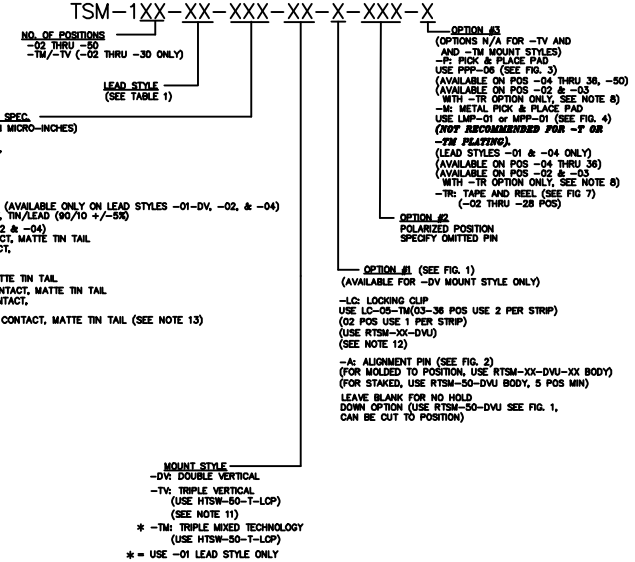 TSM-1XX-XX-XXX-XX-X-XXX-X
NO. OF POSITIONS
-02 THRU -50
-TM/-TV (-02 THRU -30 ONLY)
LEAD STYLE
(SEE TABLE 1)
SPEC.
MICRO-INCHES)
(AVAILABLE ONLY ON LEAD STYLES -01-DV, -02, & -04)
, TIN/LEAD (90/10 +/-5%)
2 & -04)
CT, MATTE TIN TAIL
CT,
TTE TIN TAIL
NTACT, MATTE TIN TAIL
NTACT,
CONTACT, MATTE TIN TAIL (SEE NOTE 13)
OPTION #3
(OPTIONS N/A FOR -TV AND
AND -TM MOUNT STYLES)
-P: PICK & PLACE PAD
USE PPP-06 (SEE FIG. 3)
(AVAILABLE ON POS -04 THRU 36, -50)
(AVAILABLE ON POS -02 & -03
WITH -TR OPTION ONLY, SEE NOTE 8)
-M: METAL PICK & PLACE PAD
USE LMP-01 or MPP-01 (SEE FIG. 4)
(NOT RECOMMENDED FOR -T OR
-TM PLATING).
(LEAD STYLES -01 & -04 ONLY)
(AVAILABLE ON POS -04 THRU 36)
(AVAILABLE ON POS -02 & -03
WITH -TR OPTION ONLY, SEE NOTE 8)
-TR: TAPE AND REEL (SEE FIG 7)
(-02 THRU -28 POS)
OPTION #2
POLARIZED POSITION
SPECIFY OMITTED PIN
OPTION #1 (SEE FIG. 1)
(AVAILABLE FOR -DV MOUNT STYLE ONLY)
-LC: LOCKING CLIP
USE LC-05-TM(03-36 POS USE 2 PER STRIP)
(02 POS USE 1 PER STRIP)
(USE RTSM-XX-DVU)
(SEE NOTE 12)
-A: ALIGNMENT PIN (SEE FIG. 2)
(FOR MOLDED TO POSITION, USE RTSM-XX-DVU-XX BODY)
(FOR STAKED, USE RTSM-50-DVU BODY, 5 POS MIN)
LEAVE BLANK FOR NO HOLD
DOWN OPTION (USE RTSM-50-DVU SEE FIG. 1,
CAN BE CUT TO POSITION)
MOUNT STYLE
-DV: DOUBLE VERTICAL
-TV: TRIPLE VERTICAL
(USE HTSW-50-T-LCP)
(SEE NOTE 11)
* -TM: TRIPLE MIXED TECHNOLOGY
(USE HTSW-50-T-LCP)
* = USE -01 LEAD STYLE ONLY